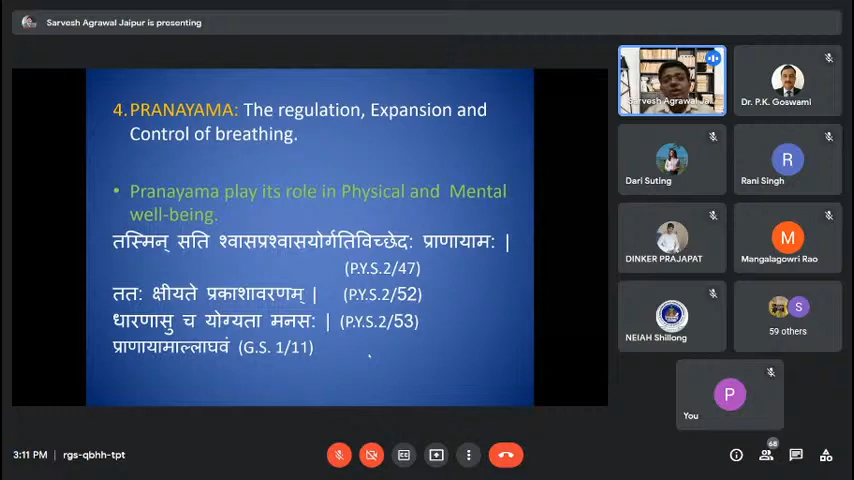 Sarvesh Agrawal Jaipur is presenting
4. PRANAYAMA: The regulation, Expansion and
Control of breathing.
• Pranayama play its role in Physical and Mental
well-being.
तस्मिन् सति श्वासप्रश्वासयोर्गतिविच्छेद: प्राणायाम: |
(P.Y.S.2/47)
तत: क्षीयते प्रकाशावरणम् | (P.Y.S.2/52)
धारणासु च योग्यता मनस: | (P.Y.S.2/53)
प्राणायामाल्लाघवं (G.S. 1/11)
Sarvesh Agrawal Jai...
Dr. P.K. Goswami
Dari Suting
R
Rani Singh
DINKER PRAJAPAT
M
Mangalagowri Rao
NEIAH Shillong
S
59 others
P
You
3:11 PM | rgs-qbhh-tpt
68